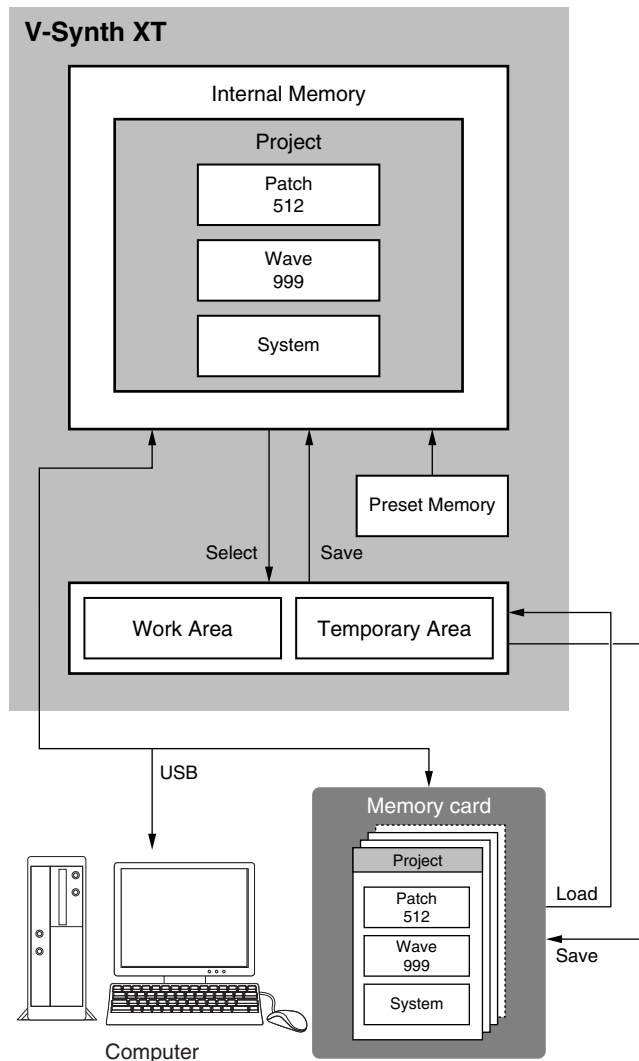 V-Synth XT
Internal Memory
Project
Patch
512
Wave
999
System
Preset Memory
Select
Save
Work Area
Temporary Area
USB
Memory card
Project
Patch
512
Wave
999
System
Load
Save
Computer